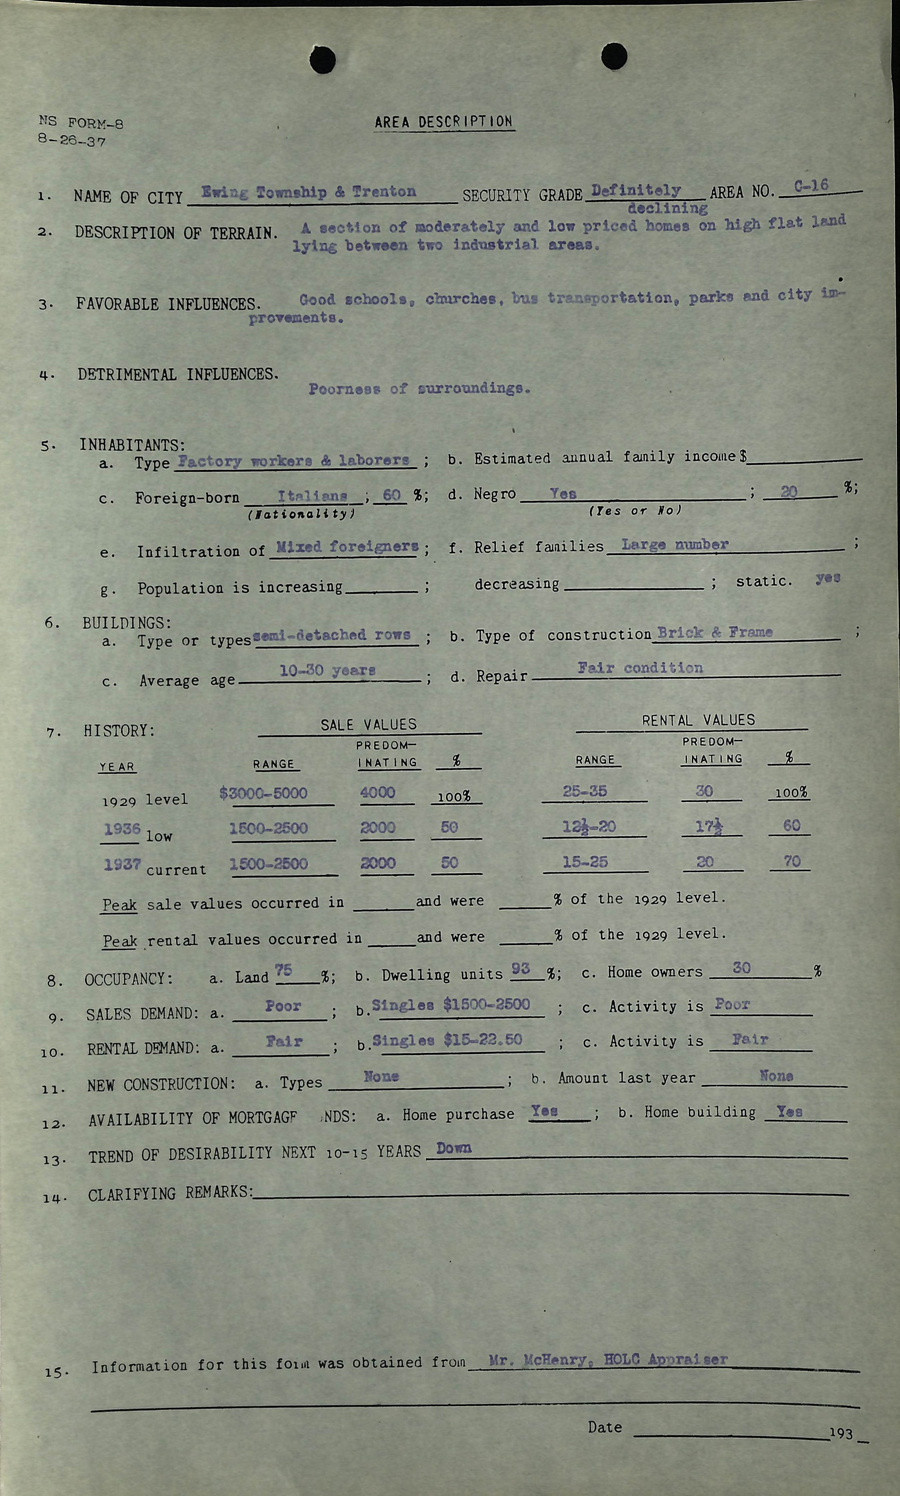 NS FORM-8
8-26-37
AREA DESCRIPTION
1. NAME OF CITY Ewing Township & Trenton SECURITY GRADE Definitely declining AREA NO. C-16
2. DESCRIPTION OF TERRAIN. A section of moderately and low priced homes on high flat land
lying between two industrial areas.
3. FAVORABLE INFLUENCES. Good schools, churches, bus transportation, parks and city im-
provements.
4. DETRIMENTAL INFLUENCES.
Poorness of surroundings.
5. INHABITANTS:
a. Type Factory workers & laborers ; b. Estimated annual family income $
c. Foreign-born Italians ; 60 %; d. Negro Yes ; 20 %;
(Nationality) (Yes or No)
e. Infiltration of Mixed foreigners ; f. Relief families Large number ;
g. Population is increasing ; decreasing ; static. yes
6. BUILDINGS:
a. Type or types semi-detached rows ; b. Type of construction Brick & Frame ;
c. Average age 10-30 years ; d. Repair Fair condition
7. HISTORY: SALE VALUES RENTAL VALUES
PREDOM- PREDOM-
YEAR RANGE INATING % RANGE INATING %
1929 level $3000-5000 4000 100% 25-35 30 100%
1936 low 1500-2500 2000 50 12½-20 17½ 60
1937 current 1500-2500 2000 50 15-25 20 70
Peak sale values occurred in and were % of the 1929 level.
Peak rental values occurred in and were % of the 1929 level.
8. OCCUPANCY: a. Land 75 %; b. Dwelling units 93 %; c. Home owners 30 %
9. SALES DEMAND: a. Poor ; b. Singles $1500-2500 ; c. Activity is Poor
10. RENTAL DEMAND: a. Fair ; b. Singles $15-22.50 ; c. Activity is Fair
11. NEW CONSTRUCTION: a. Types None ; b. Amount last year None
12. AVAILABILITY OF MORTGAGE NDS: a. Home purchase Yes ; b. Home building Yes
13. TREND OF DESIRABILITY NEXT 10-15 YEARS Down
14. CLARIFYING REMARKS:
15. Information for this form was obtained from Mr. McHenry, HOLC Appraiser
Date 193